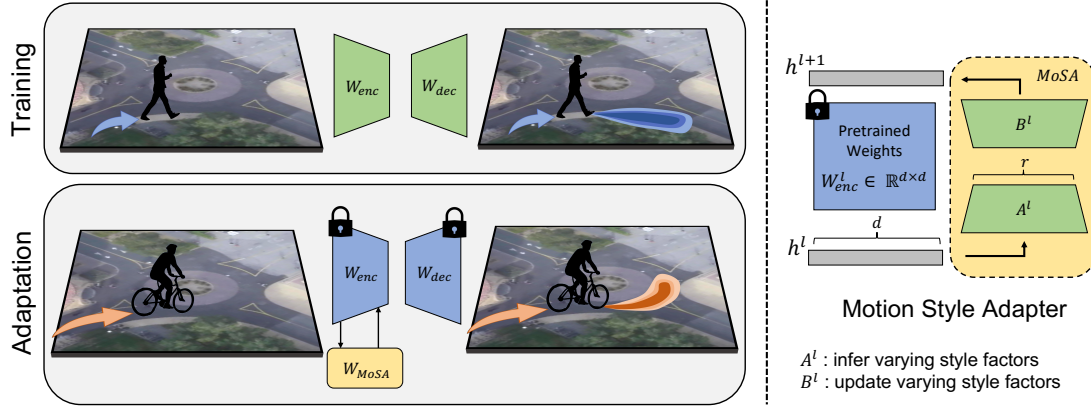 Training
W_enc
W_dec
Adaptation
W_enc
W_dec
W_MoSA
h^{l+1}
MoSA
Pretrained
Weights
W^l_enc ∈ ℝ^{d×d}
B^l
r
A^l
d
h^l
Motion Style Adapter
A^l : infer varying style factors
B^l : update varying style factors